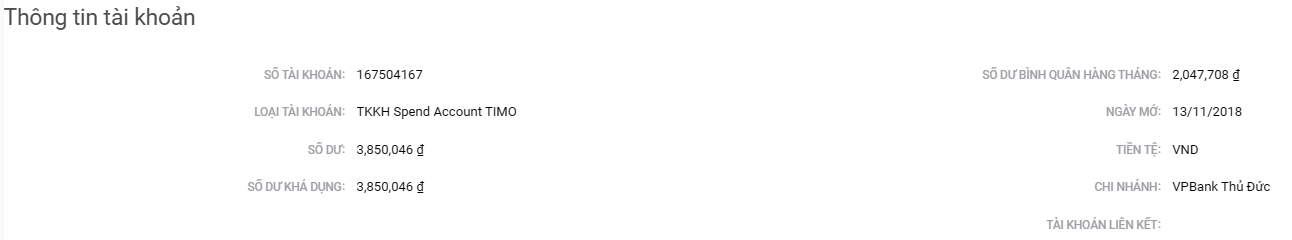 Thông tin tài khoản
SỐ TÀI KHOẢN: 167504167
SỐ DƯ BÌNH QUÂN HÀNG THÁNG: 2,047,708 ₫
LOẠI TÀI KHOẢN: TKKH Spend Account TIMO
NGÀY MỞ: 13/11/2018
SỐ DƯ: 3,850,046 ₫
TIỀN TỆ: VND
SỐ DƯ KHẢ DỤNG: 3,850,046 ₫
CHI NHÁNH: VPBank Thủ Đức
TÀI KHOẢN LIÊN KẾT: